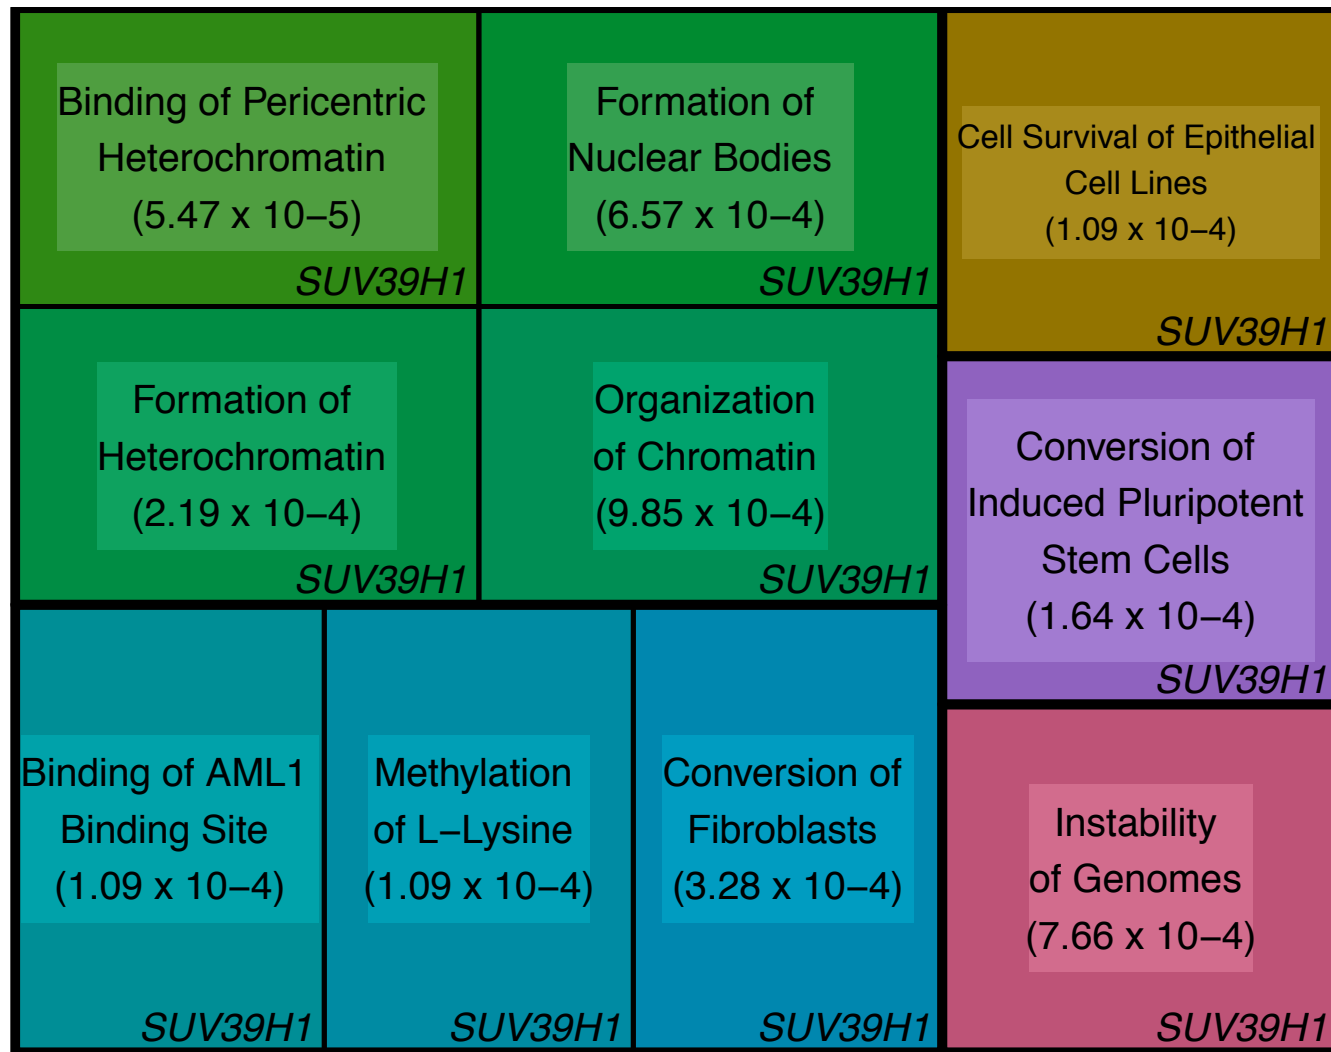 Binding of Pericentric
Heterochromatin
(5.47 x 10−5)
SUV39H1
Formation of
Nuclear Bodies
(6.57 x 10−4)
SUV39H1
Cell Survival of Epithelial
Cell Lines
(1.09 x 10−4)
SUV39H1
Formation of
Heterochromatin
(2.19 x 10−4)
SUV39H1
Organization
of Chromatin
(9.85 x 10−4)
SUV39H1
Conversion of
Induced Pluripotent
Stem Cells
(1.64 x 10−4)
SUV39H1
Binding of AML1
Binding Site
(1.09 x 10−4)
SUV39H1
Methylation
of L−Lysine
(1.09 x 10−4)
SUV39H1
Conversion of
Fibroblasts
(3.28 x 10−4)
SUV39H1
Instability
of Genomes
(7.66 x 10−4)
SUV39H1